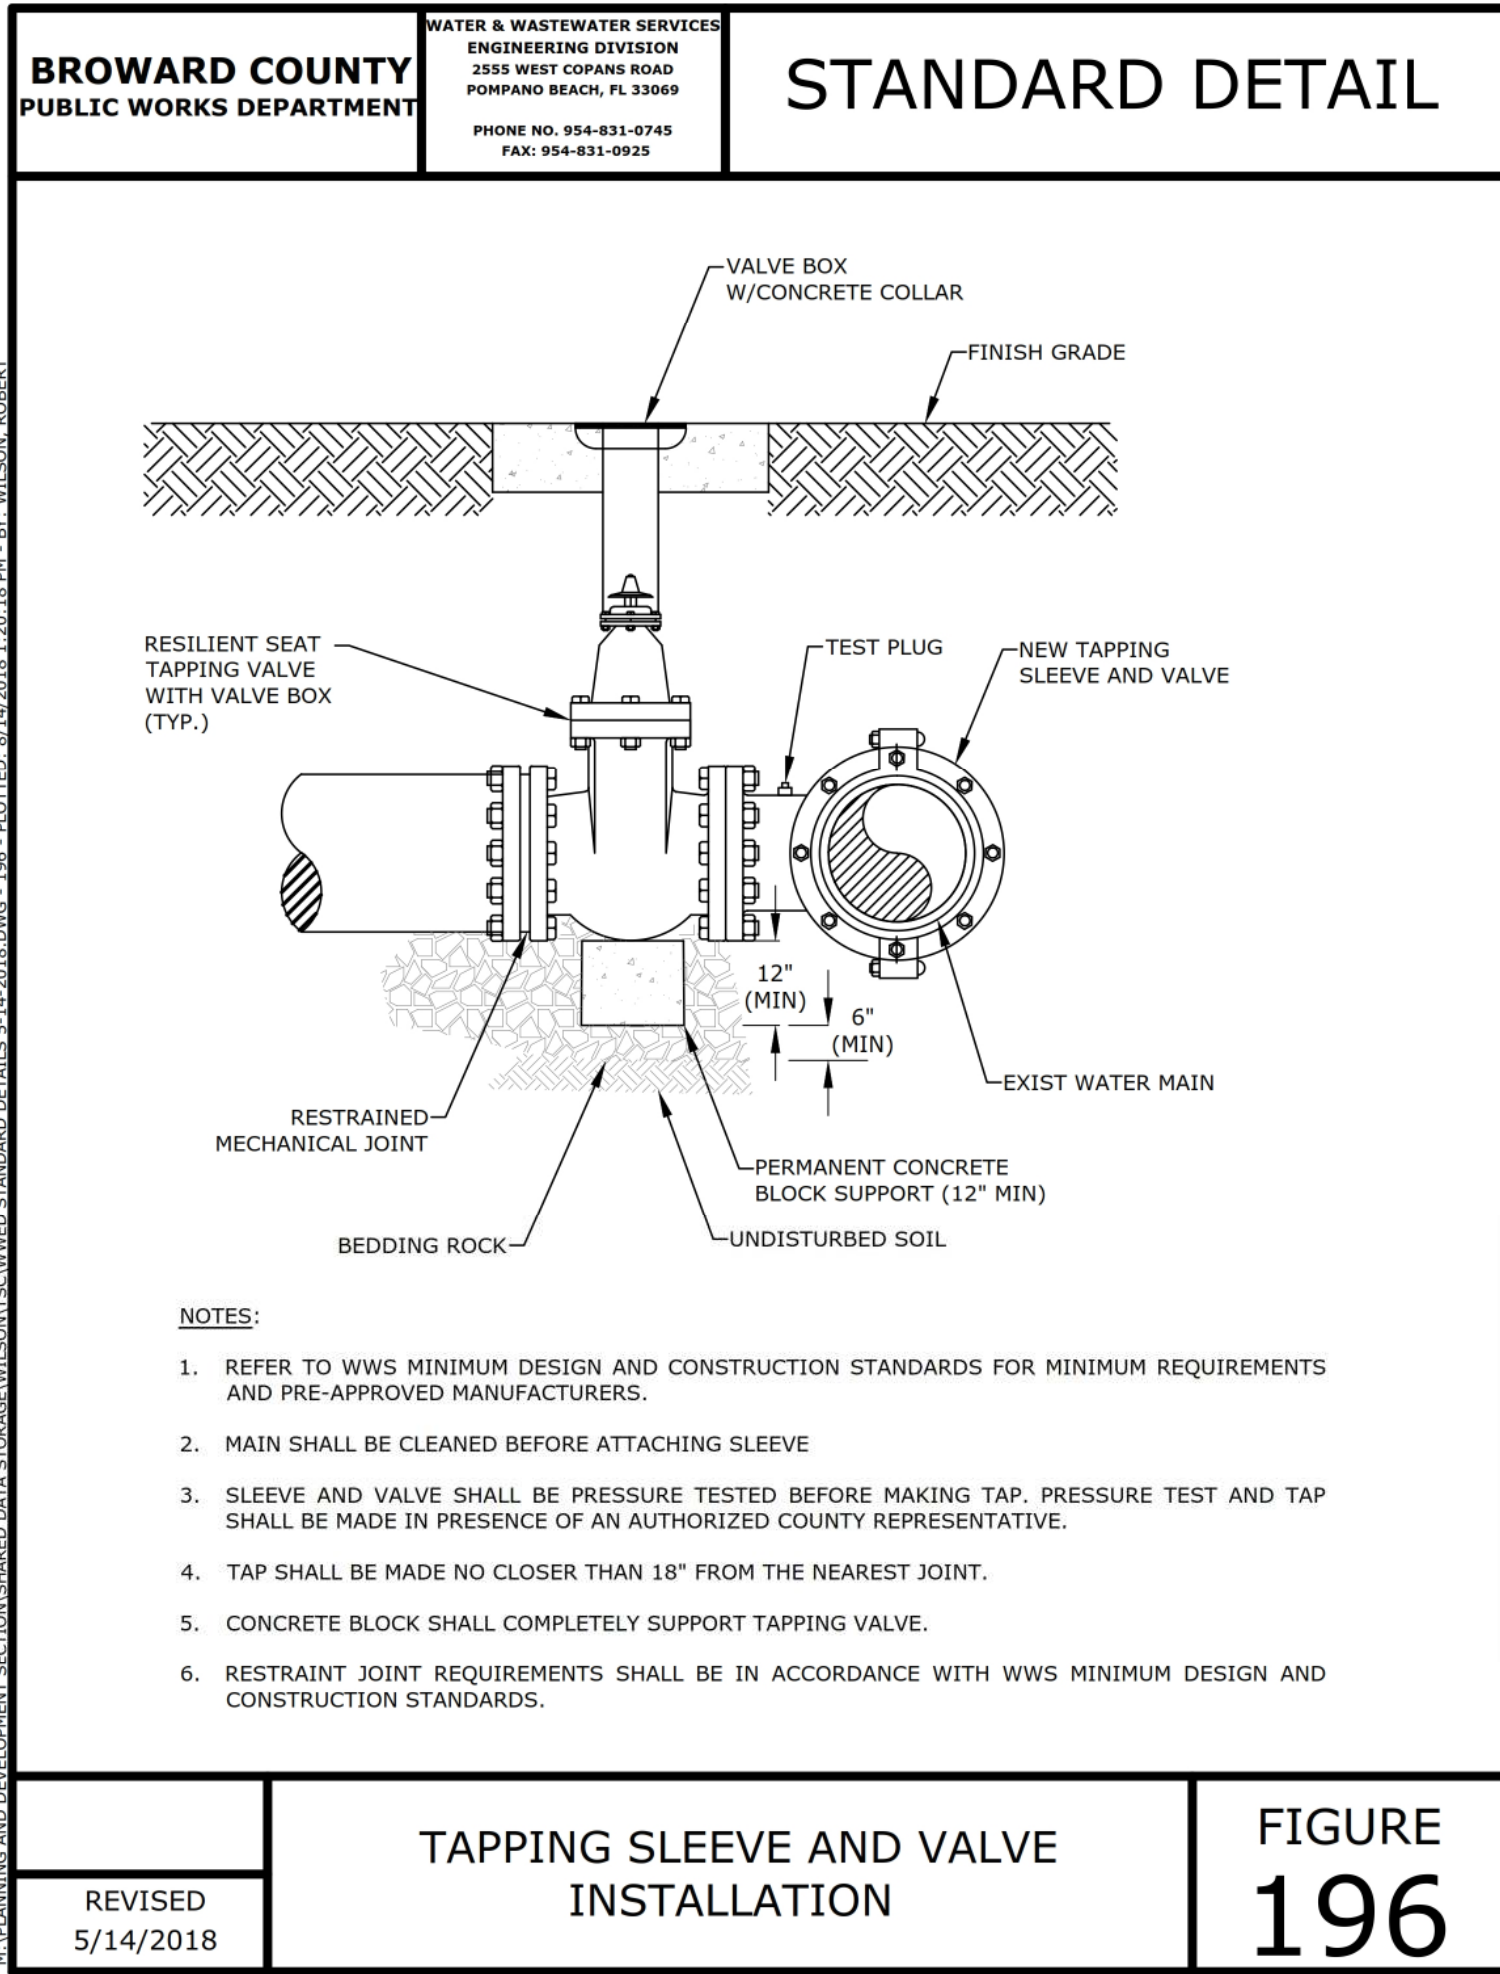 BROWARD COUNTY
PUBLIC WORKS DEPARTMENT
WATER & WASTEWATER SERVICES
ENGINEERING DIVISION
2555 WEST COPANS ROAD
POMPANO BEACH, FL 33069
PHONE NO. 954-831-0745
FAX: 954-831-0925
STANDARD DETAIL
VALVE BOX
W/CONCRETE COLLAR
FINISH GRADE
RESILIENT SEAT
TAPPING VALVE
WITH VALVE BOX
(TYP.)
TEST PLUG
NEW TAPPING
SLEEVE AND VALVE
12"
(MIN)
6"
(MIN)
EXIST WATER MAIN
RESTRAINED
MECHANICAL JOINT
PERMANENT CONCRETE
BLOCK SUPPORT (12" MIN)
BEDDING ROCK
UNDISTURBED SOIL
NOTES:
1. REFER TO WWS MINIMUM DESIGN AND CONSTRUCTION STANDARDS FOR MINIMUM REQUIREMENTS
AND PRE-APPROVED MANUFACTURERS.
2. MAIN SHALL BE CLEANED BEFORE ATTACHING SLEEVE
3. SLEEVE AND VALVE SHALL BE PRESSURE TESTED BEFORE MAKING TAP. PRESSURE TEST AND TAP
SHALL BE MADE IN PRESENCE OF AN AUTHORIZED COUNTY REPRESENTATIVE.
4. TAP SHALL BE MADE NO CLOSER THAN 18" FROM THE NEAREST JOINT.
5. CONCRETE BLOCK SHALL COMPLETELY SUPPORT TAPPING VALVE.
6. RESTRAINT JOINT REQUIREMENTS SHALL BE IN ACCORDANCE WITH WWS MINIMUM DESIGN AND
CONSTRUCTION STANDARDS.
REVISED
5/14/2018
TAPPING SLEEVE AND VALVE
INSTALLATION
FIGURE
196